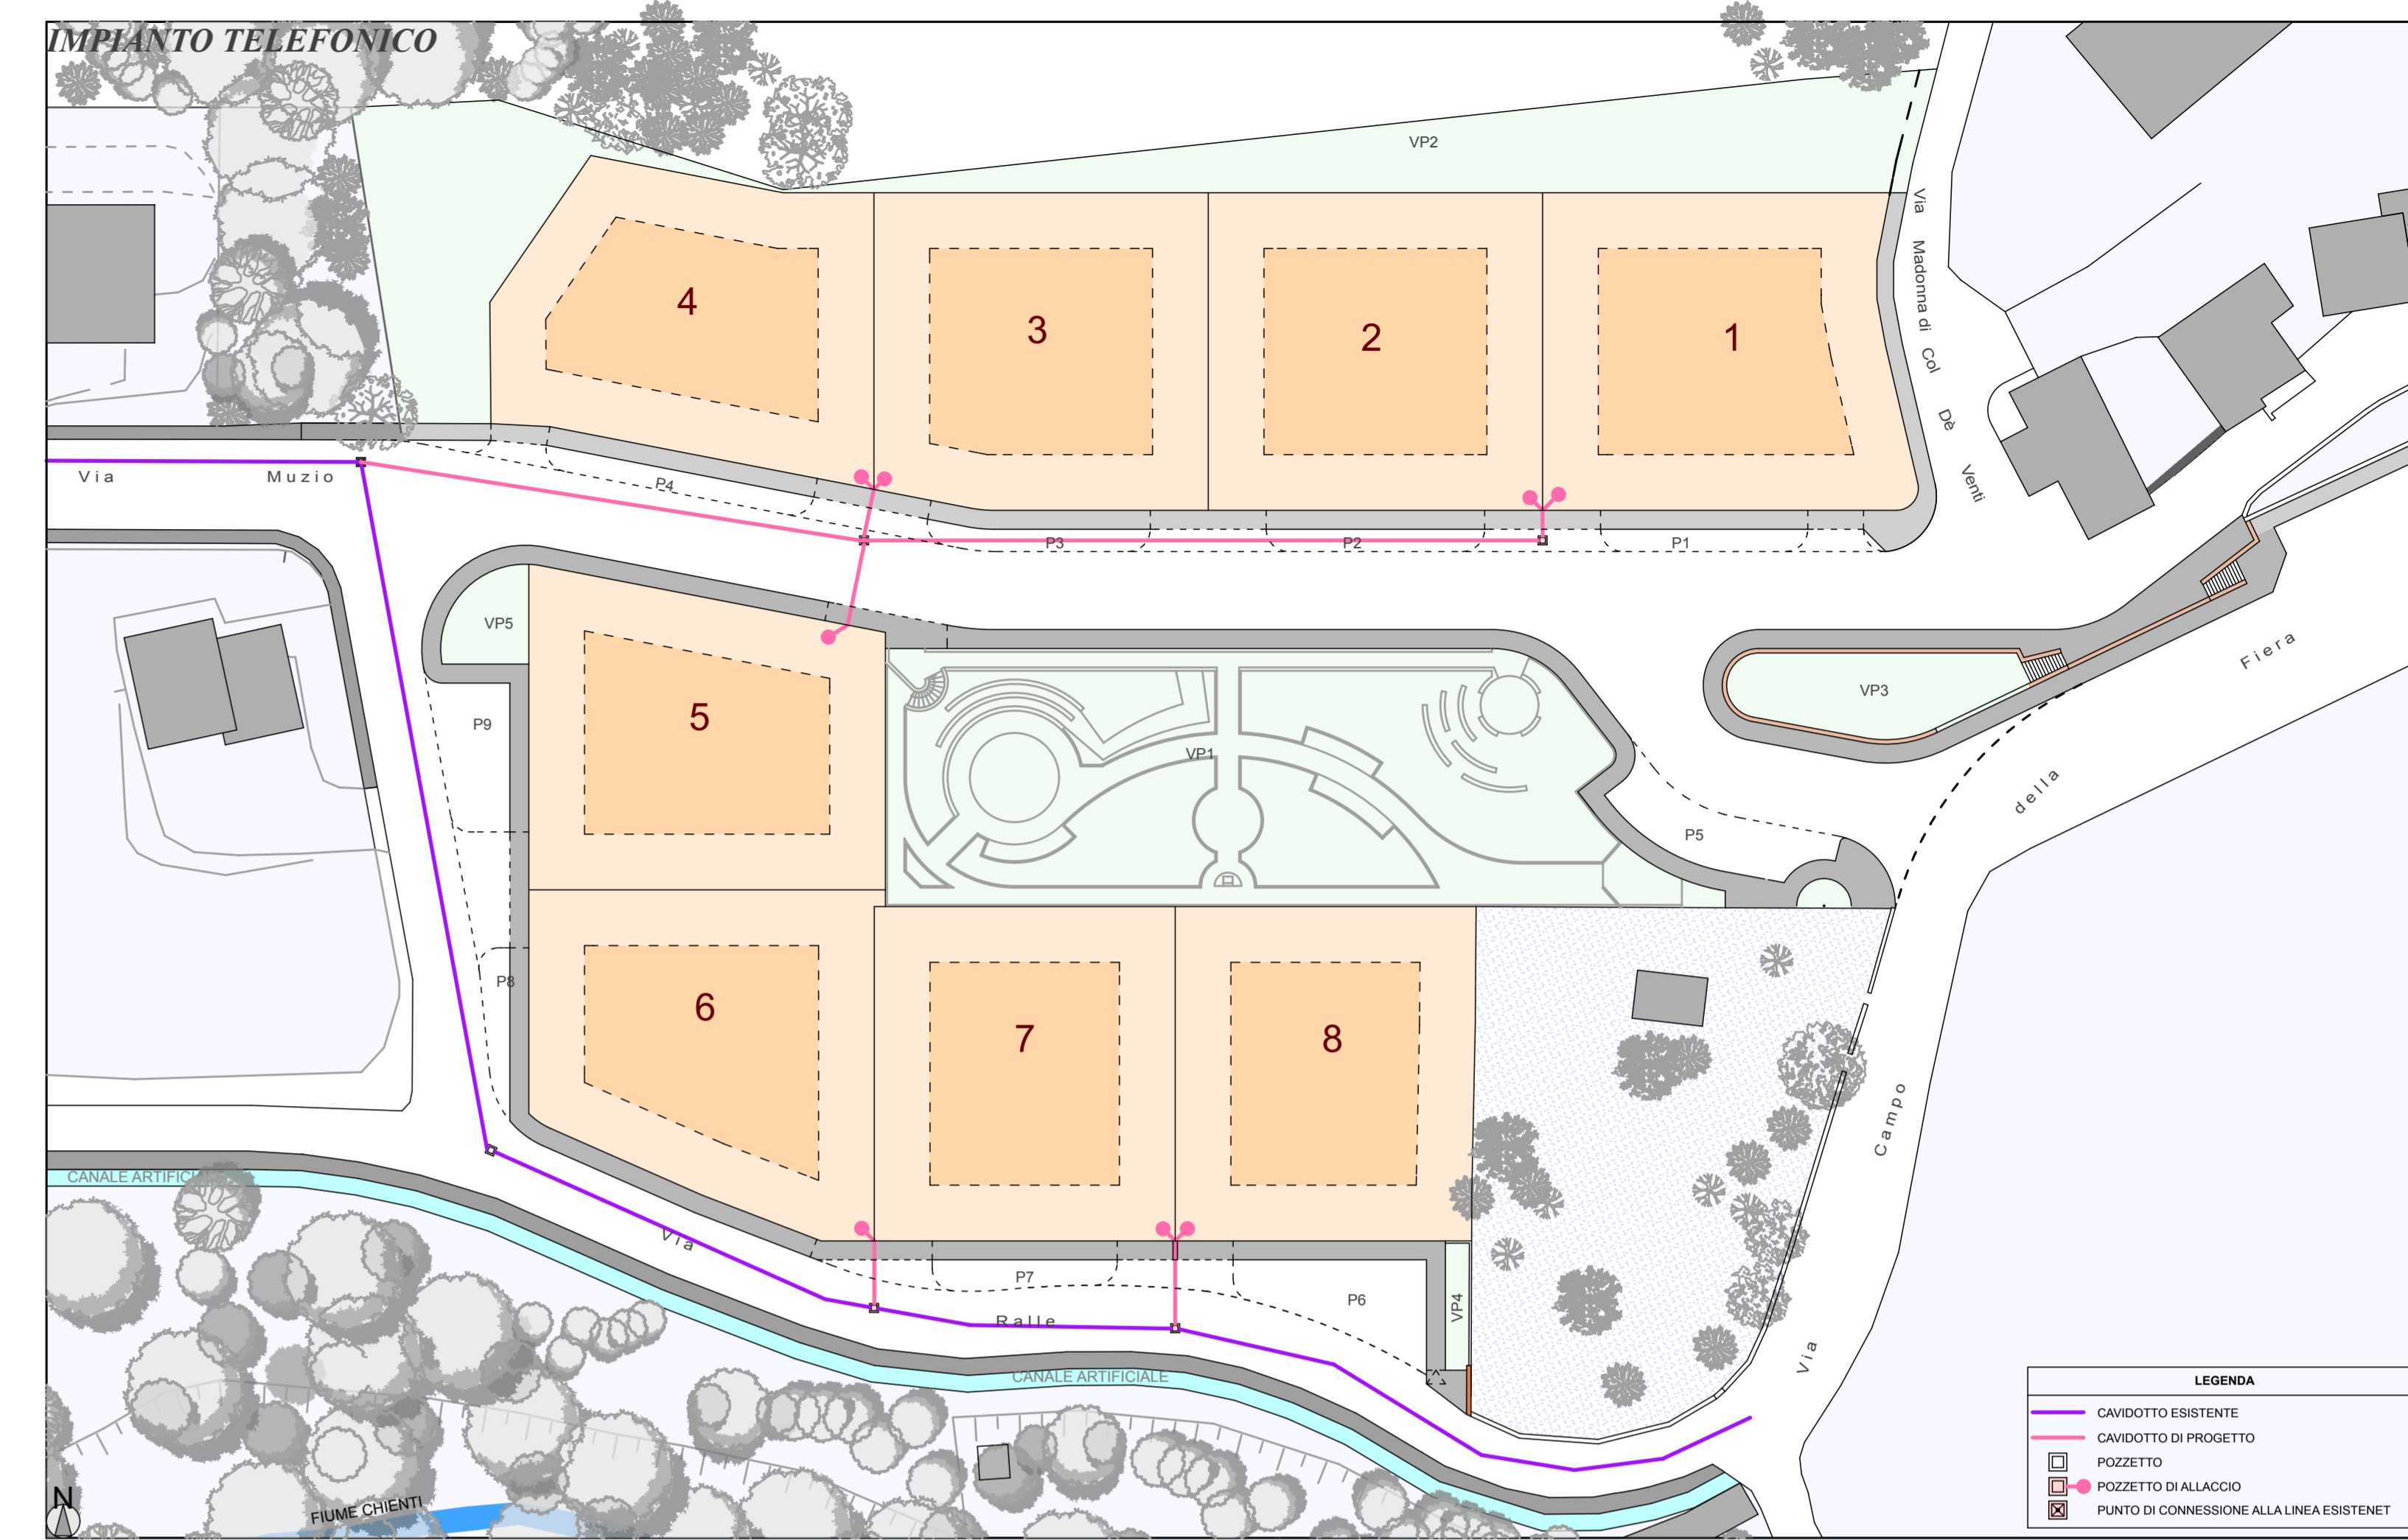 IMPIANTO TELEFONICO
VP2
Via Madonna di Col Dè Venti
4
3
2
1
Via Muzio
P4
P3
P2
P1
VP5
5
P9
VP1
VP3
Fiera
della
P5
6
P8
7
8
Campo
Via
CANALE ARTIFICI
Via
Ralle
P7
P6
VP4
CANALE ARTIFICIALE
FIUME CHIENTI
N
LEGENDA
CAVIDOTTO ESISTENTE
CAVIDOTTO DI PROGETTO
POZZETTO
POZZETTO DI ALLACCIO
PUNTO DI CONNESSIONE ALLA LINEA ESISTENET